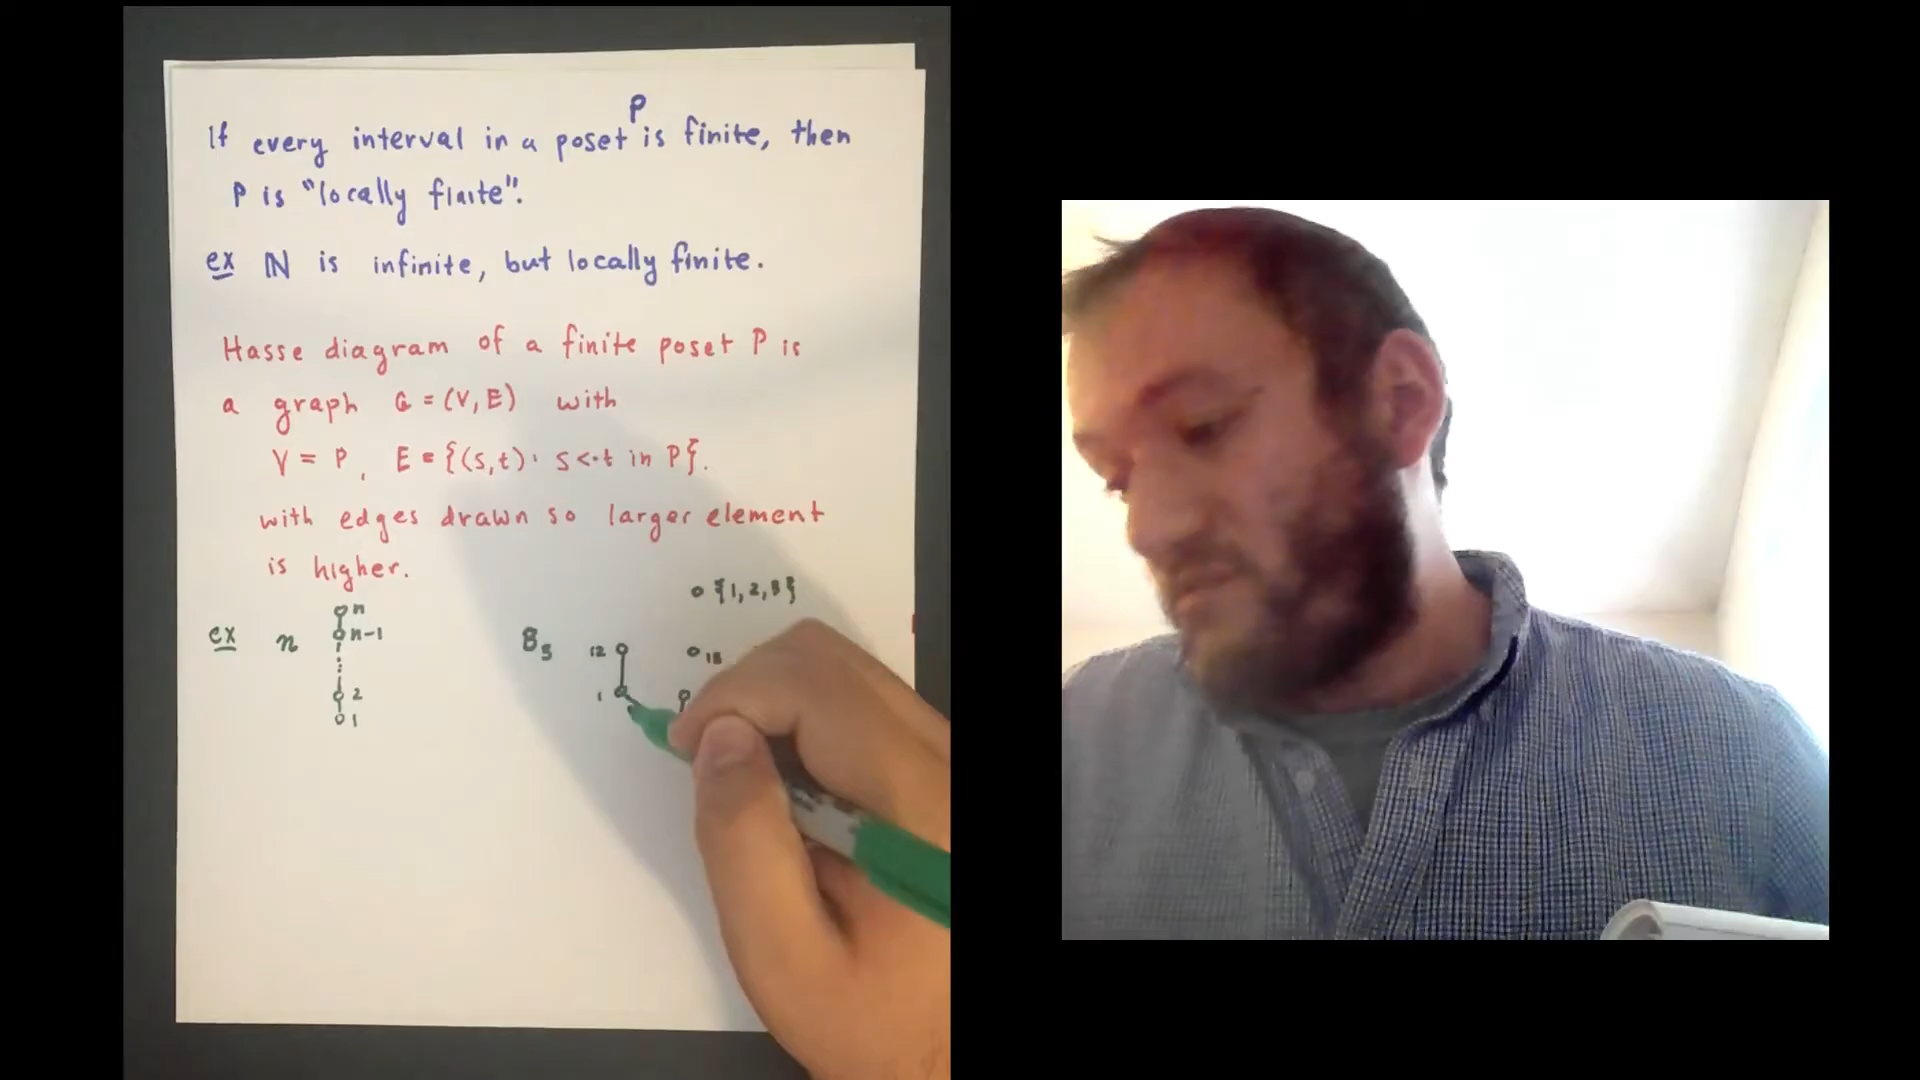 If every interval in a poset P is finite, then
P is "locally finite".
ex ℕ is infinite, but locally finite.
Hasse diagram of a finite poset P is
a graph G = (V, E) with
V = P, E = {(s,t): s <· t in P}.
with edges drawn so larger element
is higher.
{1,2,3}
n
ex n n-1 B3 12 13
2 1
1